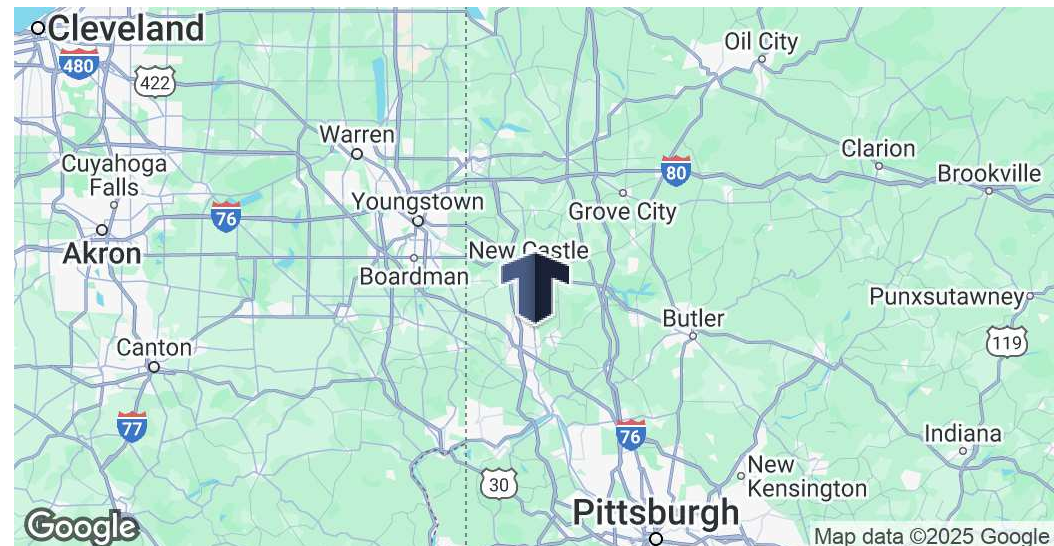 Cleveland
480
422
Oil City
Warren
Clarion
Cuyahoga
Falls
80
Brookville
76
Youngstown
Grove City
Akron
New Castle
Boardman
Punxsutawney
Butler
119
Canton
77
76
Indiana
30
New
Kensington
Pittsburgh
Google
Map data ©2025 Google